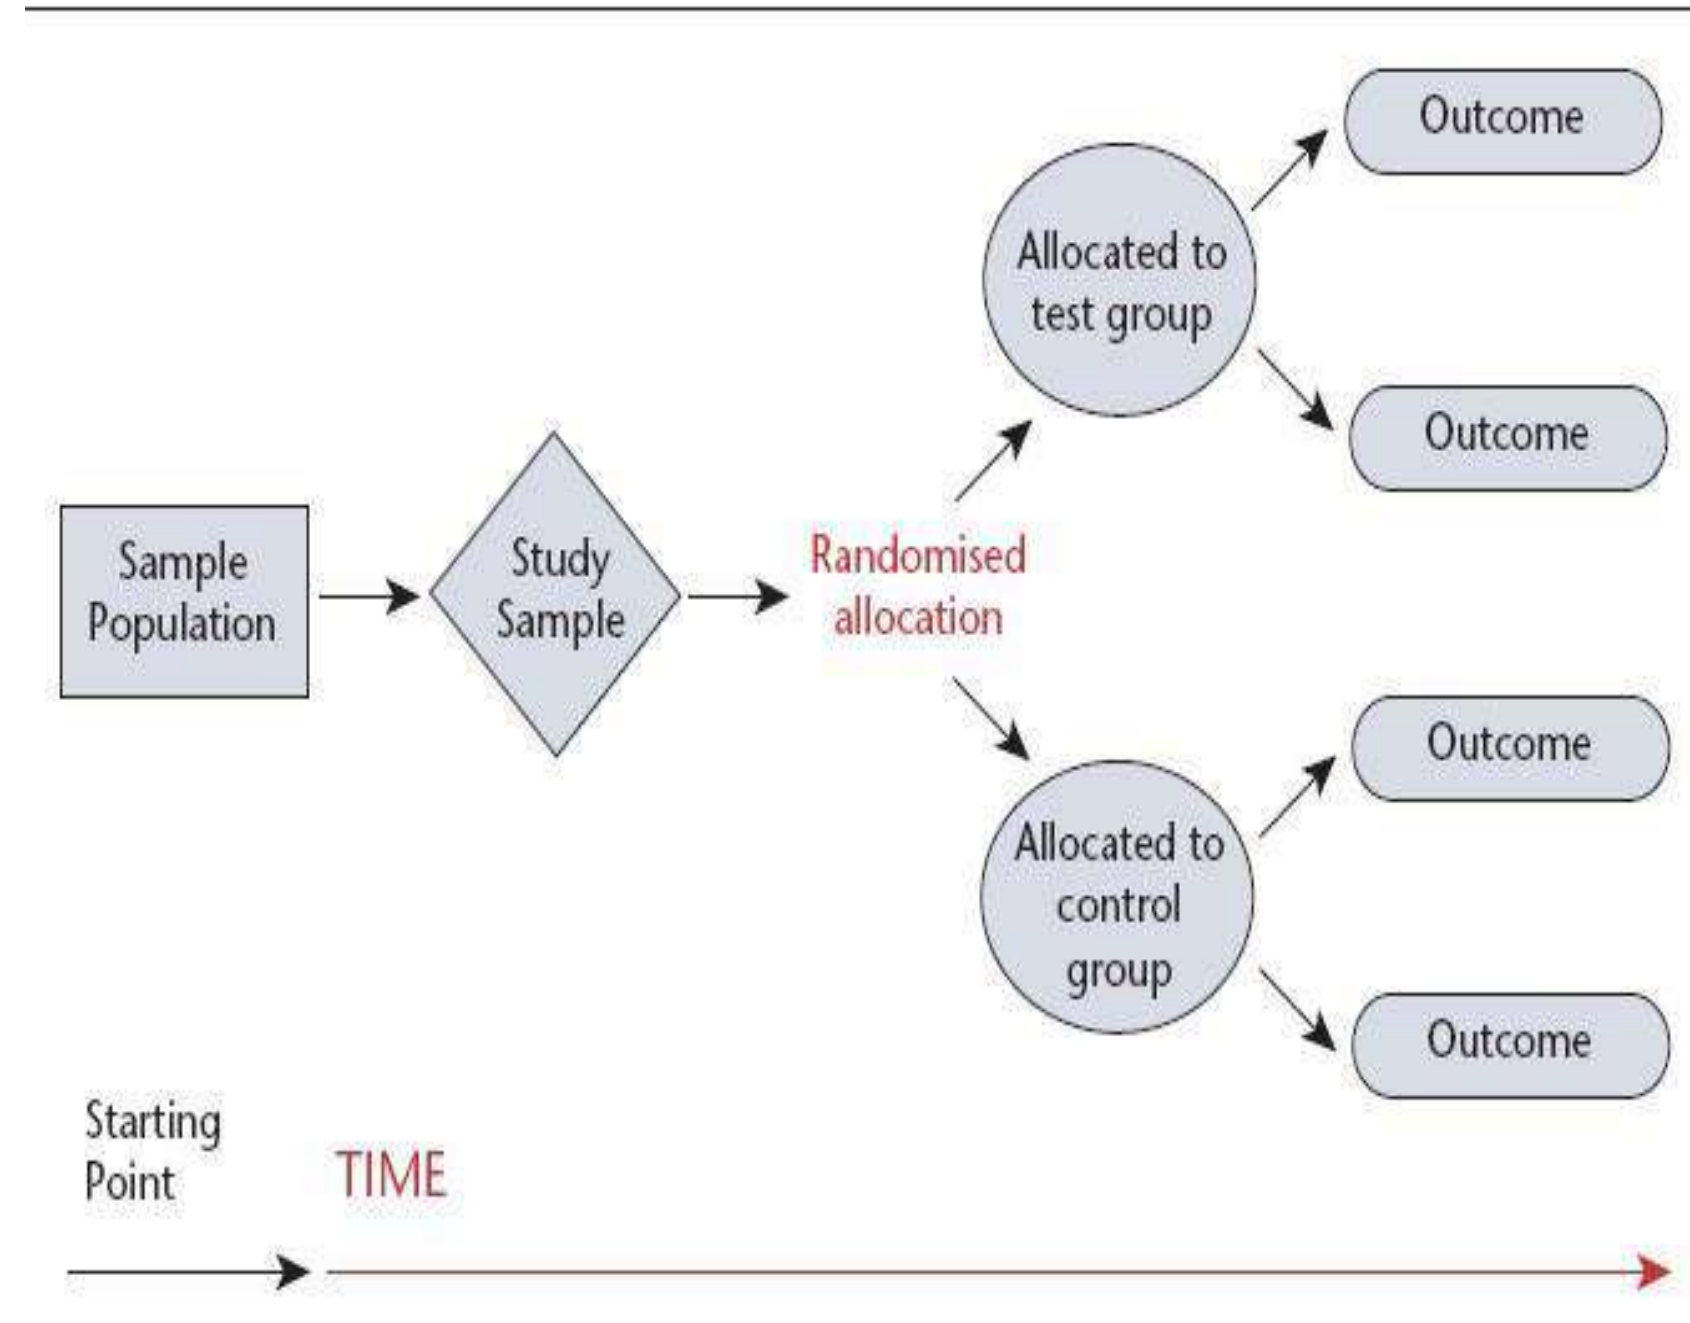 Sample
Population
Study
Sample
Randomised
allocation
Allocated to
test group
Outcome
Outcome
Allocated to
control
group
Outcome
Outcome
Starting
Point
TIME